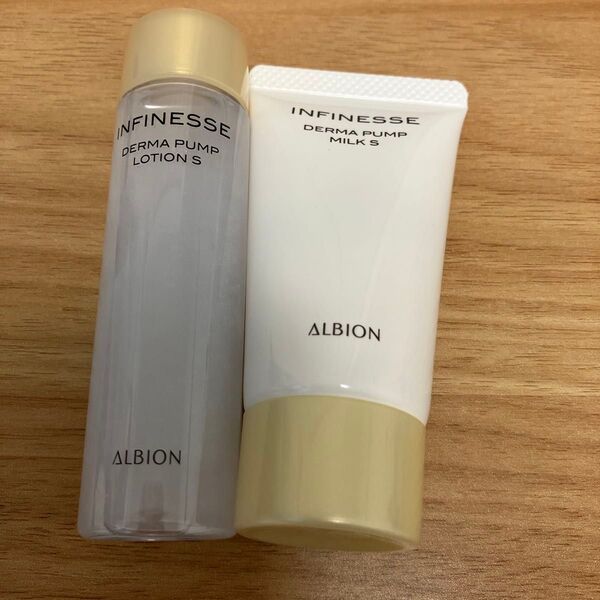 INFINESSE
DERMA PUMP
LOTION S
ALBION
INFINESSE
DERMA PUMP
MILK S
ALBION